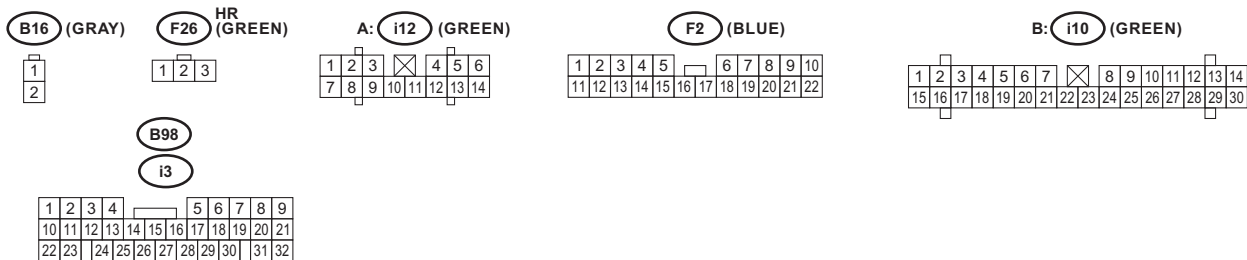 B16 (GRAY)
F26 HR (GREEN)
A: i12 (GREEN)
F2 (BLUE)
B: i10 (GREEN)
1
2
1 2 3
1 2 3 4 5 6
7 8 9 10 11 12 13 14
1 2 3 4 5 6 7 8 9 10
11 12 13 14 15 16 17 18 19 20 21 22
1 2 3 4 5 6 7 8 9 10 11 12 13 14
15 16 17 18 19 20 21 22 23 24 25 26 27 28 29 30
B98
i3
1 2 3 4 5 6 7 8 9
10 11 12 13 14 15 16 17 18 19 20 21
22 23 24 25 26 27 28 29 30 31 32